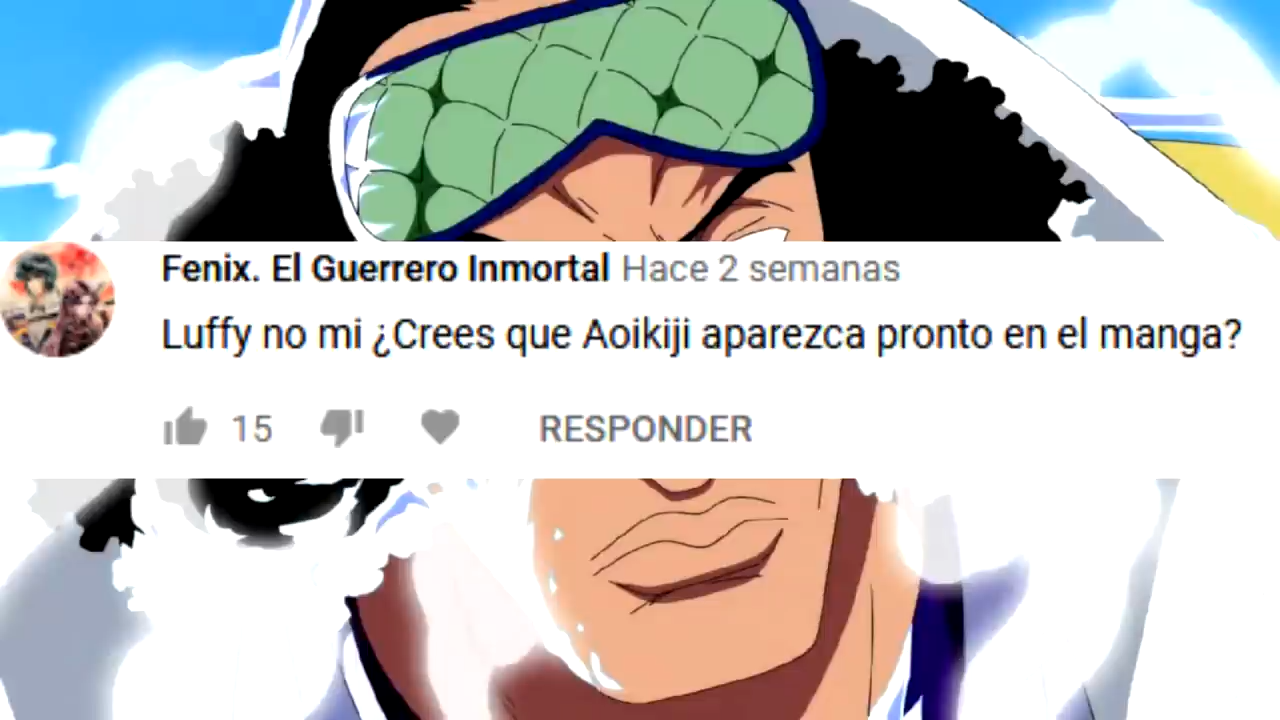 Fenix. El Guerrero Inmortal Hace 2 semanas
Luffy no mi ¿Crees que Aoikiji aparezca pronto en el manga?
15 RESPONDER